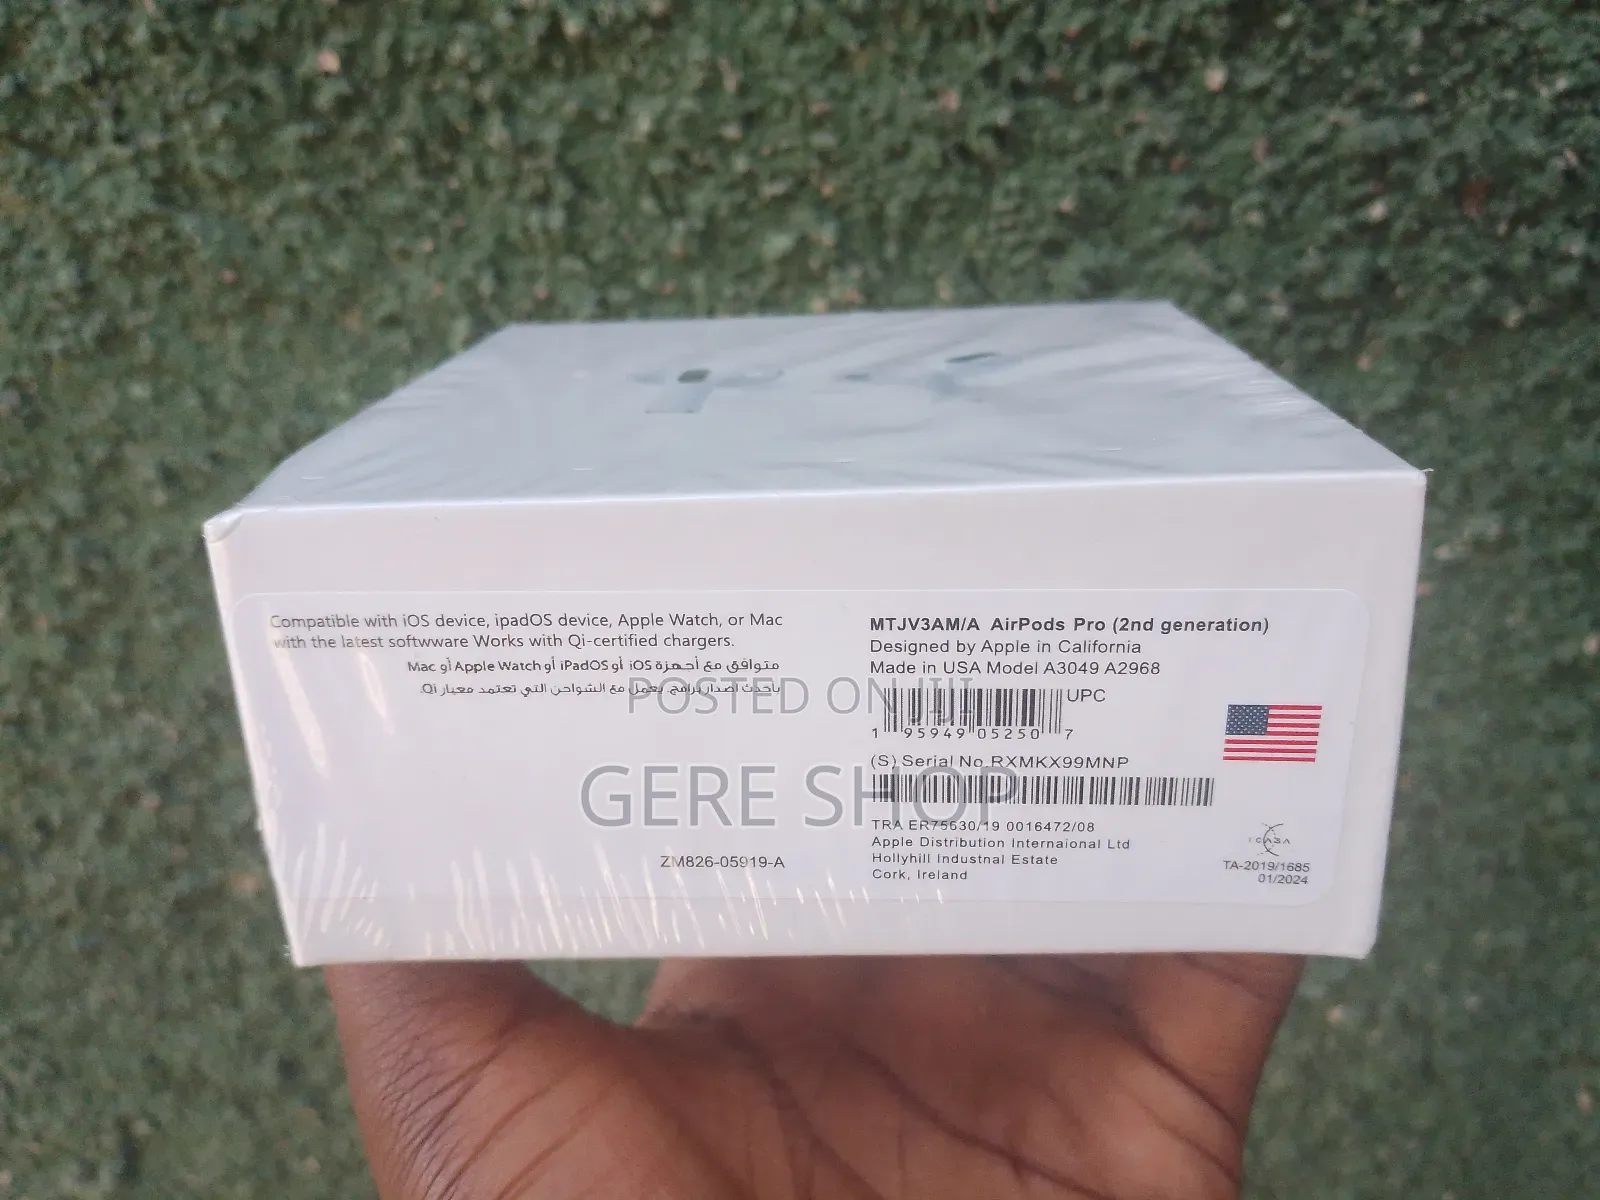 Compatible with iOS device, ipadOS device, Apple Watch, or Mac
with the latest softwware Works with Qi-certified chargers.
متوافق مع أجهزة iOS أو iPadOS أو Apple Watch أو Mac
بأحدث اصدار برامج. يعمل مع الشواحن التي تعتمد معيار Qi.
ZM826-05919-A
MTJV3AM/A AirPods Pro (2nd generation)
Designed by Apple in California
Made in USA Model A3049 A2968
UPC
1 95949 05250 7
(S) Serial No.RXMKX99MNP
TRA ER75630/19 0016472/08
Apple Distribution Internaional Ltd
Hollyhill Industnal Estate
Cork, Ireland
ICASA
TA-2019/1685
01/2024
POSTED ON JIJI
GERE SHOP